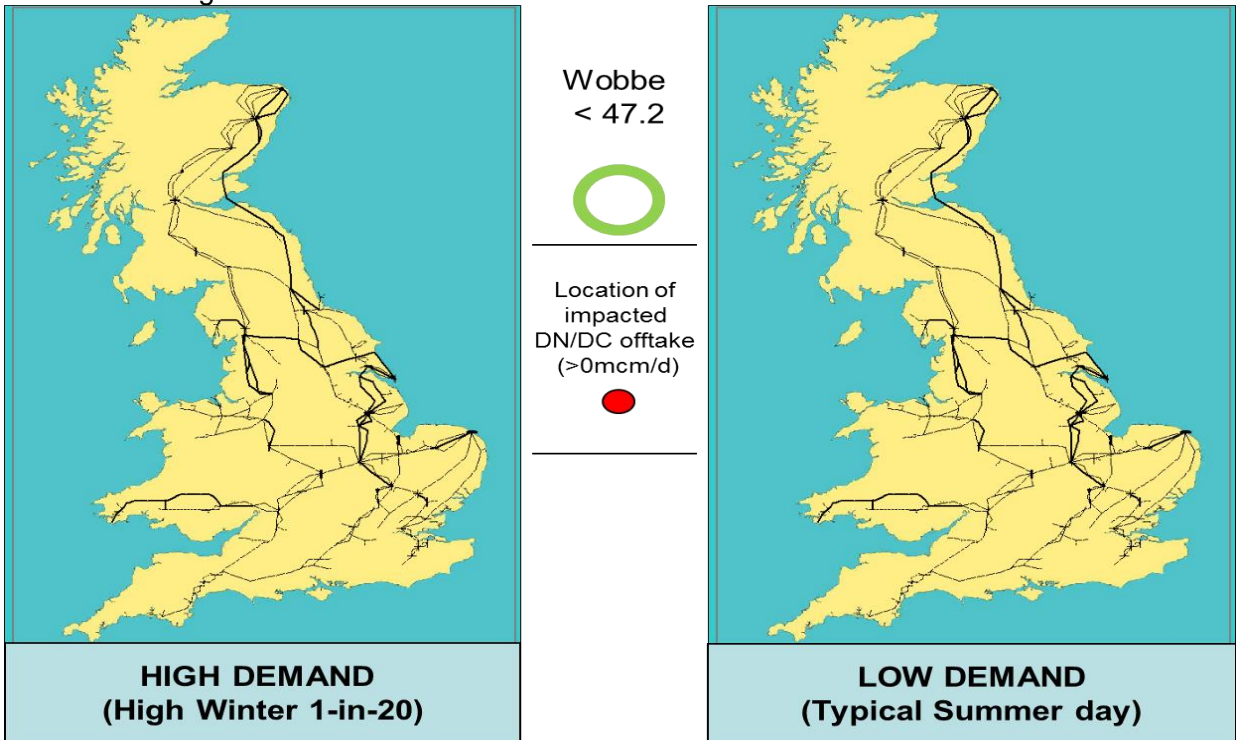 Wobbe
< 47.2
Location of
impacted
DN/DC offtake
(>0mcm/d)
HIGH DEMAND
(High Winter 1-in-20)
LOW DEMAND
(Typical Summer day)